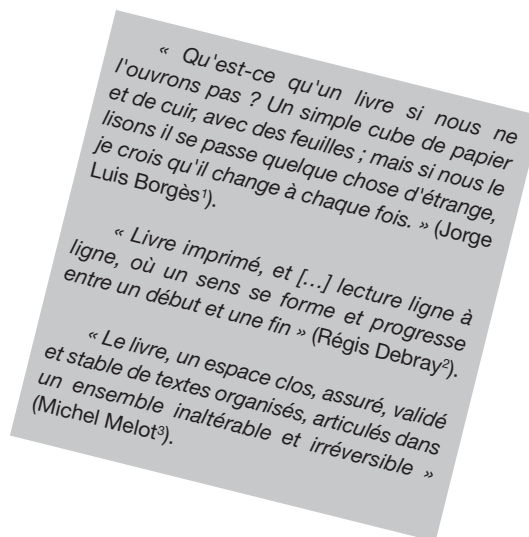 « Qu'est-ce qu'un livre si nous ne
l'ouvrons pas ? Un simple cube de papier
et de cuir, avec des feuilles ; mais si nous le
lisons il se passe quelque chose d'étrange,
je crois qu'il change à chaque fois. » (Jorge
Luis Borgès¹).
« Livre imprimé, et [...] lecture ligne à
ligne, où un sens se forme et progresse
entre un début et une fin » (Régis Debray²).
« Le livre, un espace clos, assuré, validé
et stable de textes organisés, articulés dans
un ensemble inaltérable et irréversible »
(Michel Melot³).